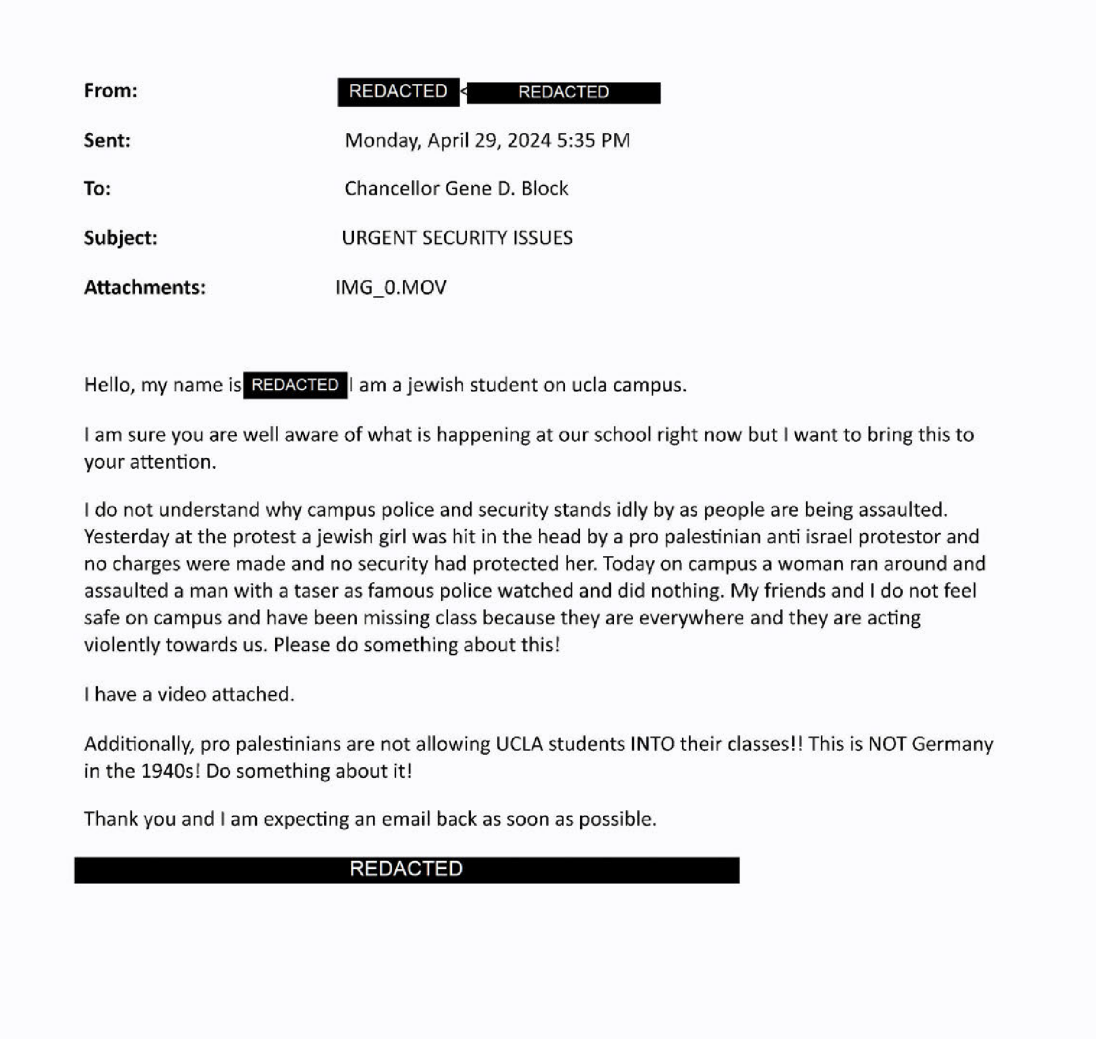 From: REDACTED < REDACTED
Sent: Monday, April 29, 2024 5:35 PM
To: Chancellor Gene D. Block
Subject: URGENT SECURITY ISSUES
Attachments: IMG_0.MOV
Hello, my name is REDACTED I am a jewish student on ucla campus.
I am sure you are well aware of what is happening at our school right now but I want to bring this to
your attention.
I do not understand why campus police and security stands idly by as people are being assaulted.
Yesterday at the protest a jewish girl was hit in the head by a pro palestinian anti israel protestor and
no charges were made and no security had protected her. Today on campus a woman ran around and
assaulted a man with a taser as famous police watched and did nothing. My friends and I do not feel
safe on campus and have been missing class because they are everywhere and they are acting
violently towards us. Please do something about this!
I have a video attached.
Additionally, pro palestinians are not allowing UCLA students INTO their classes!! This is NOT Germany
in the 1940s! Do something about it!
Thank you and I am expecting an email back as soon as possible.
REDACTED